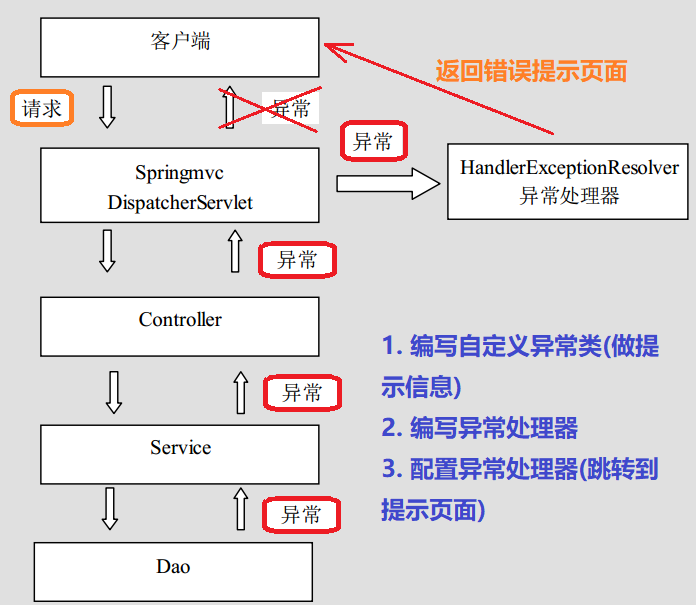 客户端
返回错误提示页面
请求
异常
异常
Springmvc
DispatcherServlet
HandlerExceptionResolver
异常处理器
异常
Controller
1. 编写自定义异常类(做提
示信息)
2. 编写异常处理器
3. 配置异常处理器(跳转到
提示页面)
异常
Service
异常
Dao